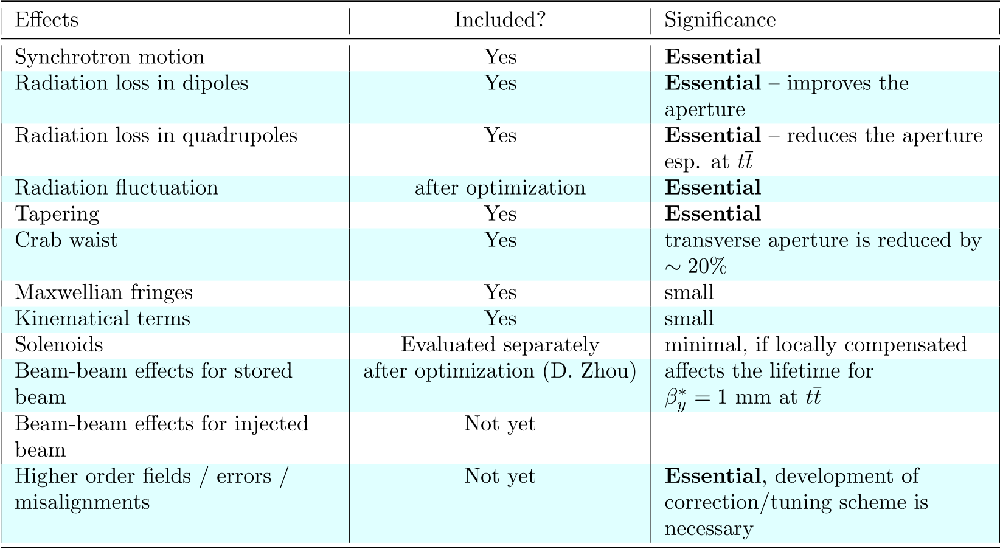 Effects Included? Significance
Synchrotron motion Yes Essential
Radiation loss in dipoles Yes Essential – improves the
aperture
Radiation loss in quadrupoles Yes Essential – reduces the aperture
esp. at tt̄
Radiation fluctuation after optimization Essential
Tapering Yes Essential
Crab waist Yes transverse aperture is reduced by
∼ 20%
Maxwellian fringes Yes small
Kinematical terms Yes small
Solenoids Evaluated separately minimal, if locally compensated
Beam-beam effects for stored after optimization (D. Zhou) affects the lifetime for
beam β*y = 1 mm at tt̄
Beam-beam effects for injected Not yet
beam
Higher order fields / errors / Not yet Essential, development of
misalignments correction/tuning scheme is
necessary